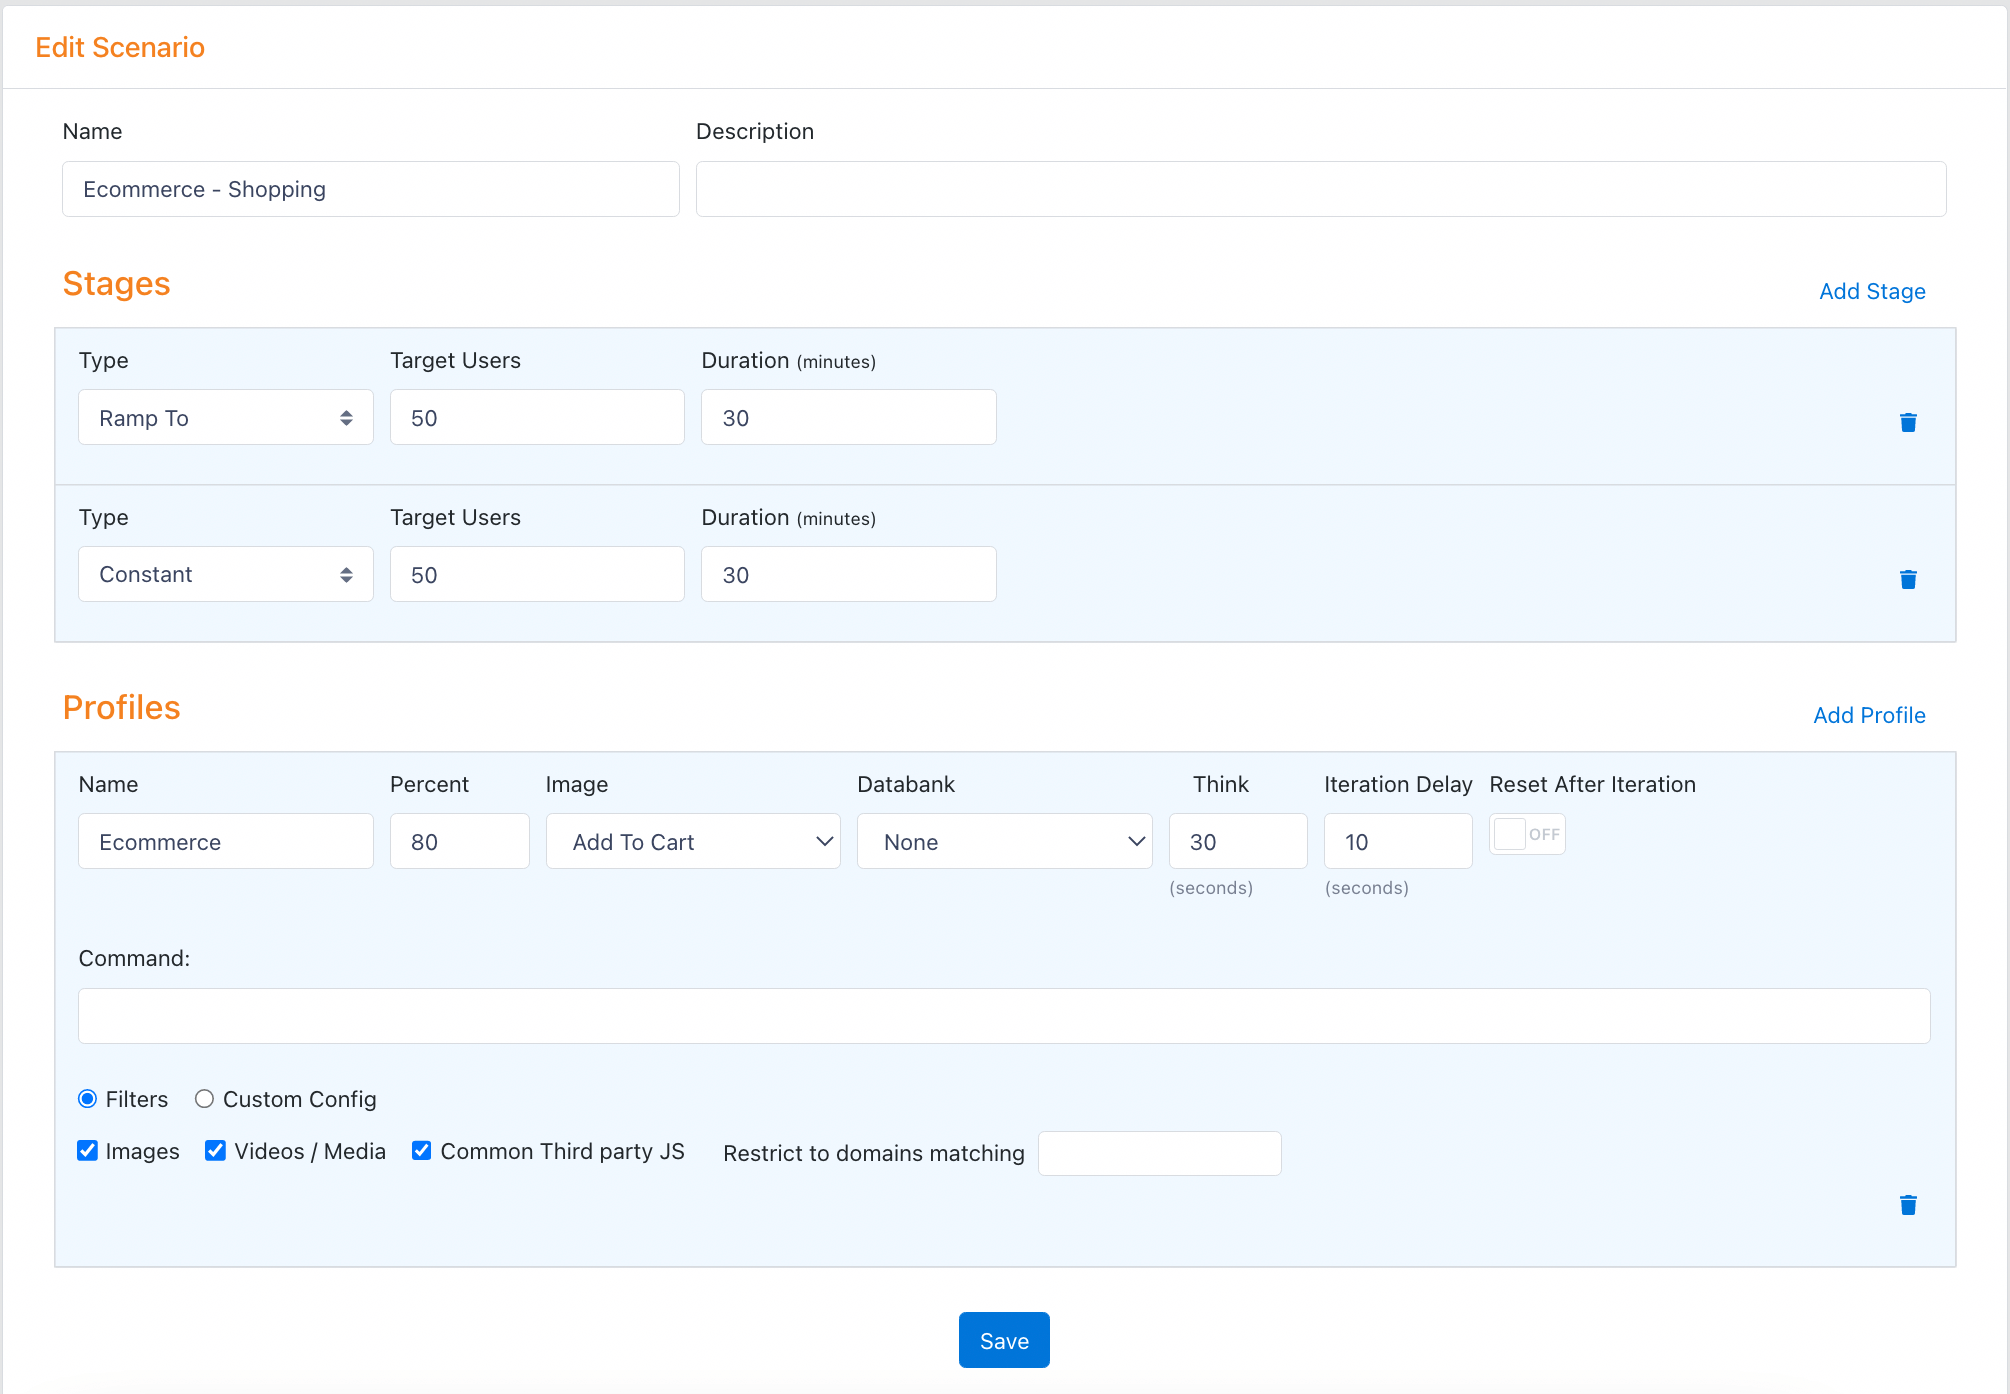 Edit Scenario
Name Description
Ecommerce - Shopping
Stages
Add Stage
Type Target Users Duration (minutes)
Ramp To 50 30
Type Target Users Duration (minutes)
Constant 50 30
Profiles
Add Profile
Name Percent Image Databank Think Iteration Delay Reset After Iteration
Ecommerce 80 Add To Cart None 30 10 OFF
(seconds) (seconds)
Command:
Filters Custom Config
Images Videos / Media Common Third party JS Restrict to domains matching
Save